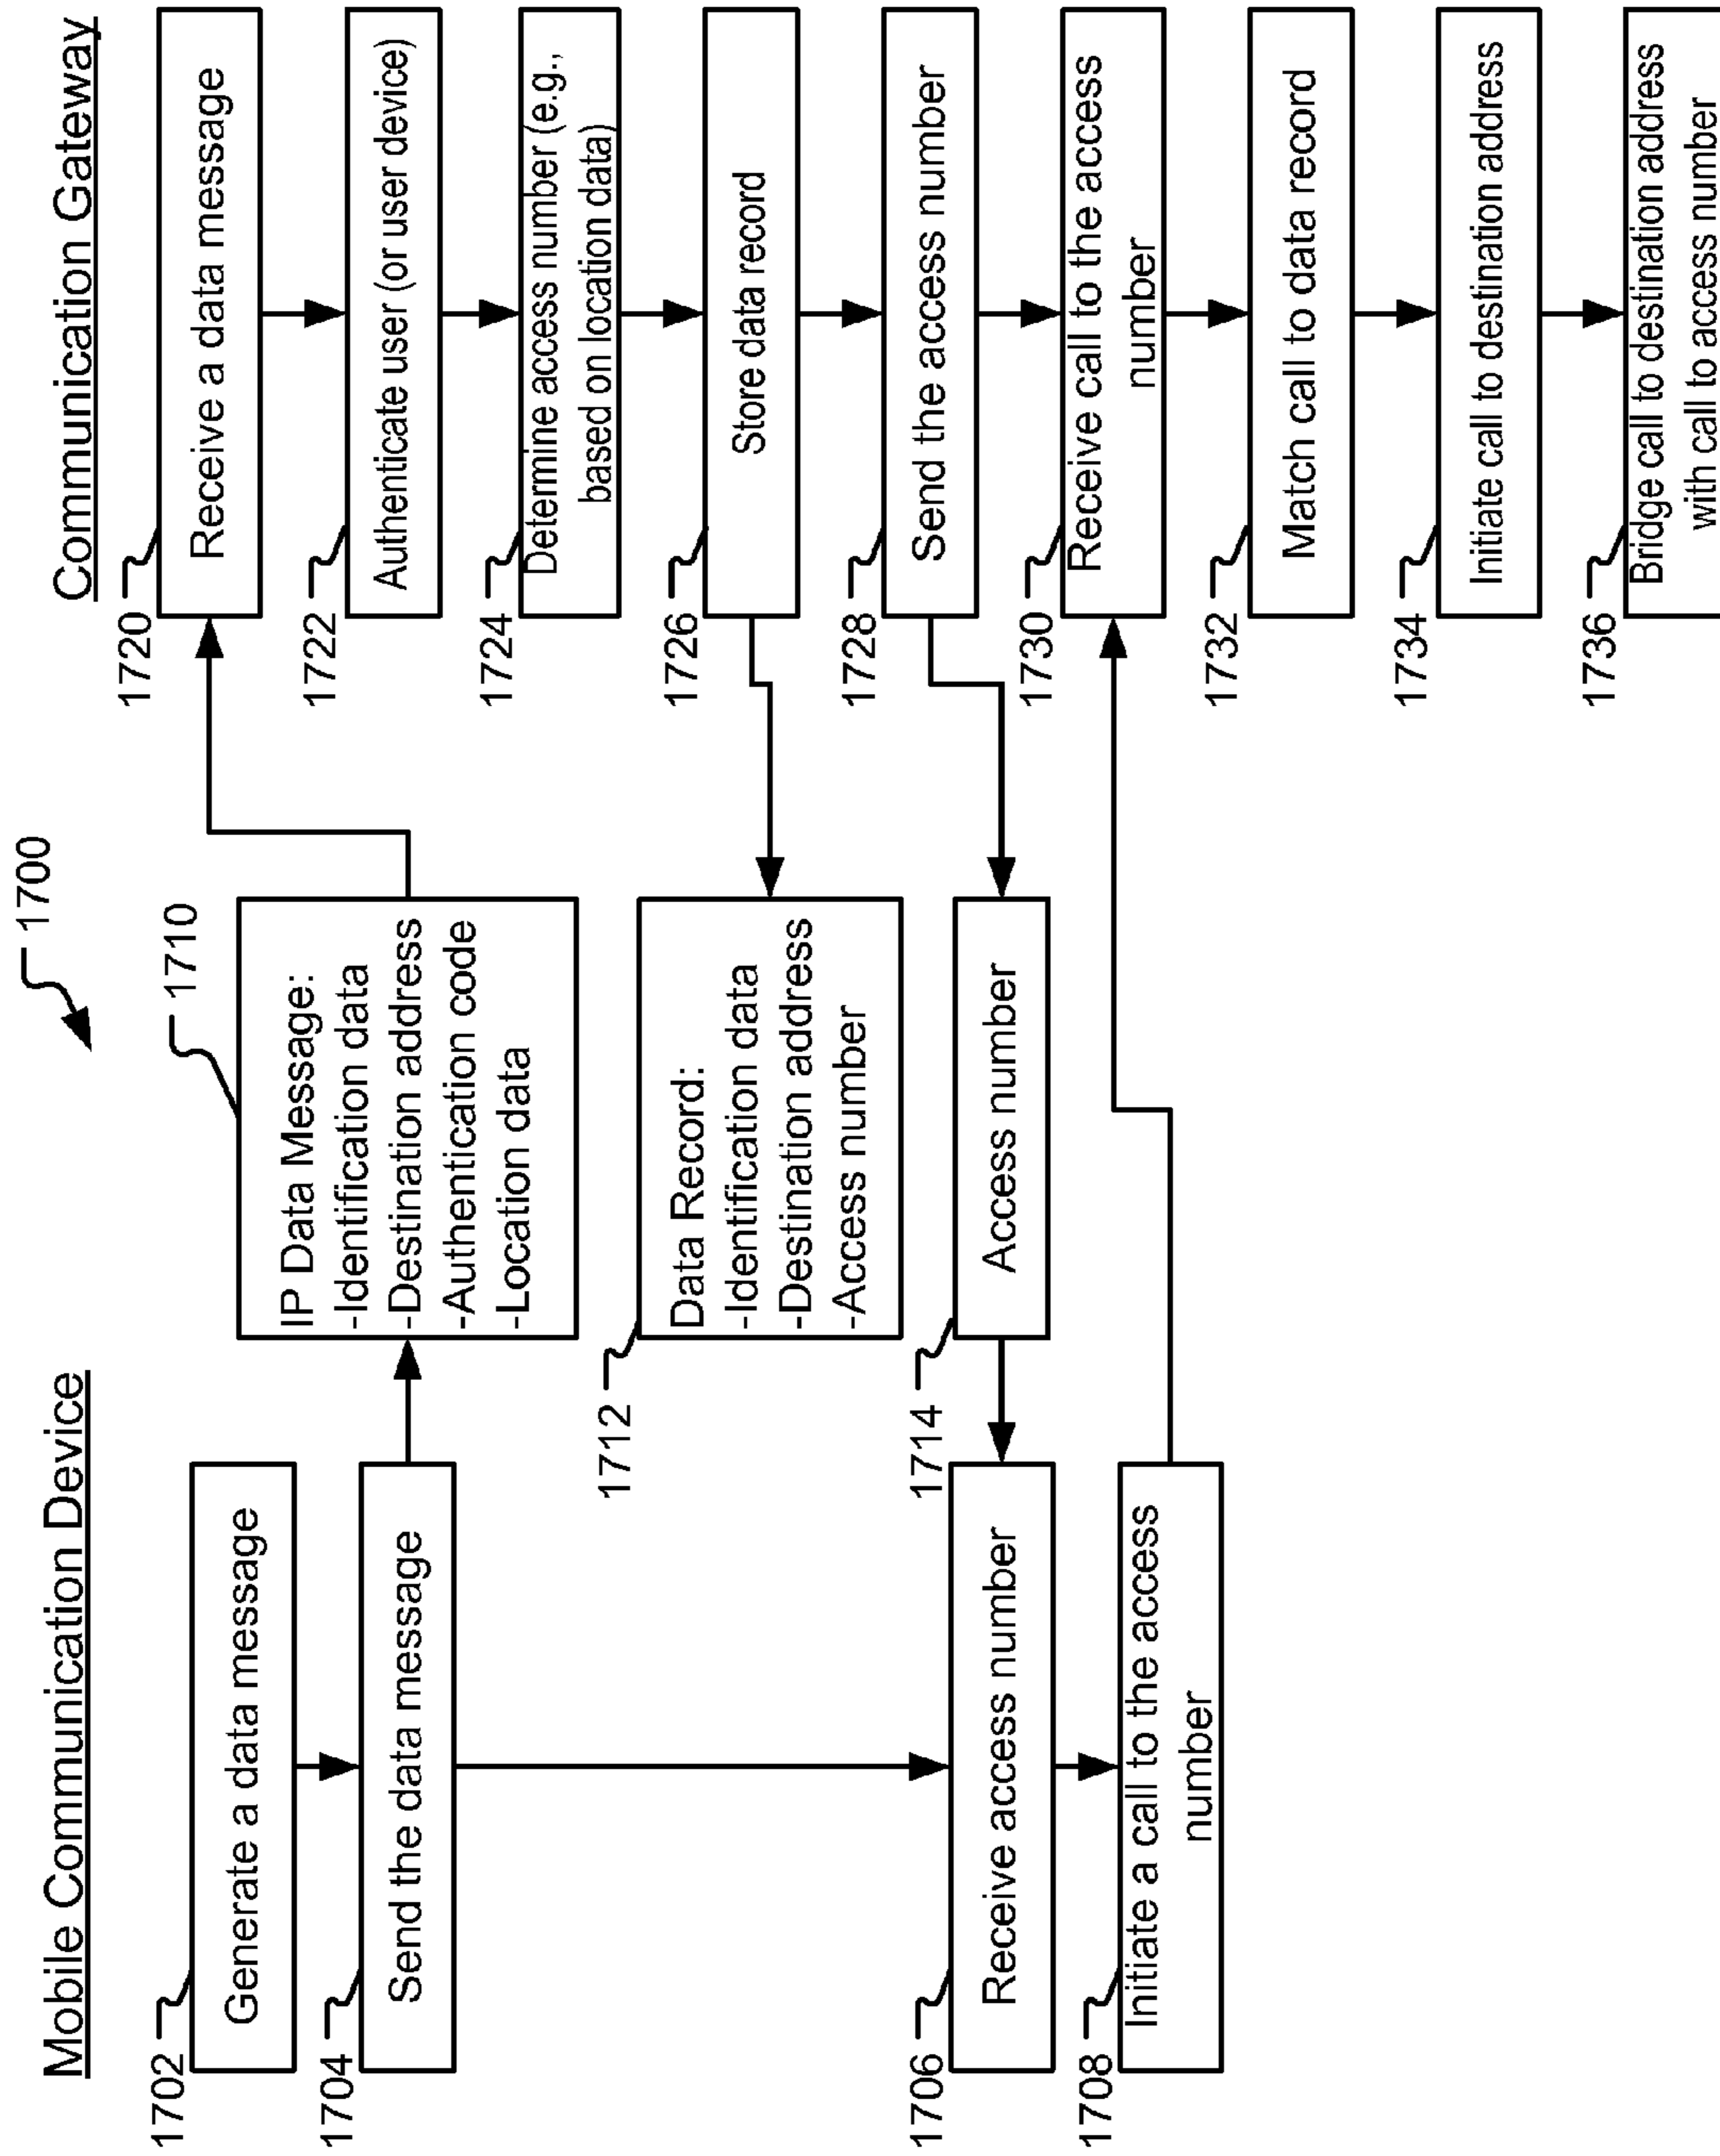 1700
Mobile Communication Device
1702
Generate a data message
1704
Send the data message
1706
Receive access number
1708
Initiate a call to the access
number
1710
IP Data Message:
-Identification data
-Destination address
-Authentication code
-Location data
1712
Data Record:
-Identification data
-Destination address
-Access number
1714
Access number
Communication Gateway
1720
Receive a data message
1722
Authenticate user (or user device)
1724
Determine access number (e.g.,
based on location data)
1726
Store data record
1728
Send the access number
1730
Receive call to the access
number
1732
Match call to data record
1734
Initiate call to destination address
1736
Bridge call to destination address
with call to access number